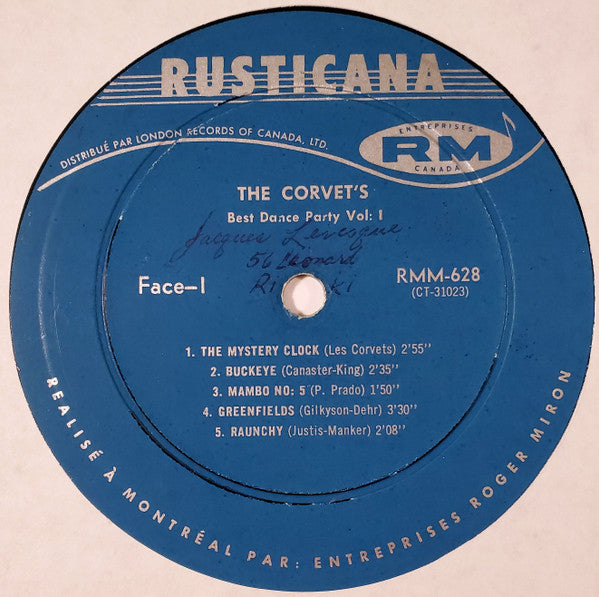 RUSTICANA
DISTRIBUÉ PAR LONDON RECORDS OF CANADA, LTD.
ENTREPRISES
RM
CANADA
THE CORVET'S
Best Dance Party Vol: I
Jacques Levesque
56 Léonard
Face–I
RMM-628
(CT-31023)
1. THE MYSTERY CLOCK (Les Corvets) 2'55"
2. BUCKEYE (Canaster-King) 2'35"
3. MAMBO NO: 5 (P. Prado) 1'50"
4. GREENFIELDS (Gilkyson-Dehr) 3'30"
5. RAUNCHY (Justis-Manker) 2'08"
REALISÉ À MONTRÉAL PAR: ENTREPRISES ROGER MIRON